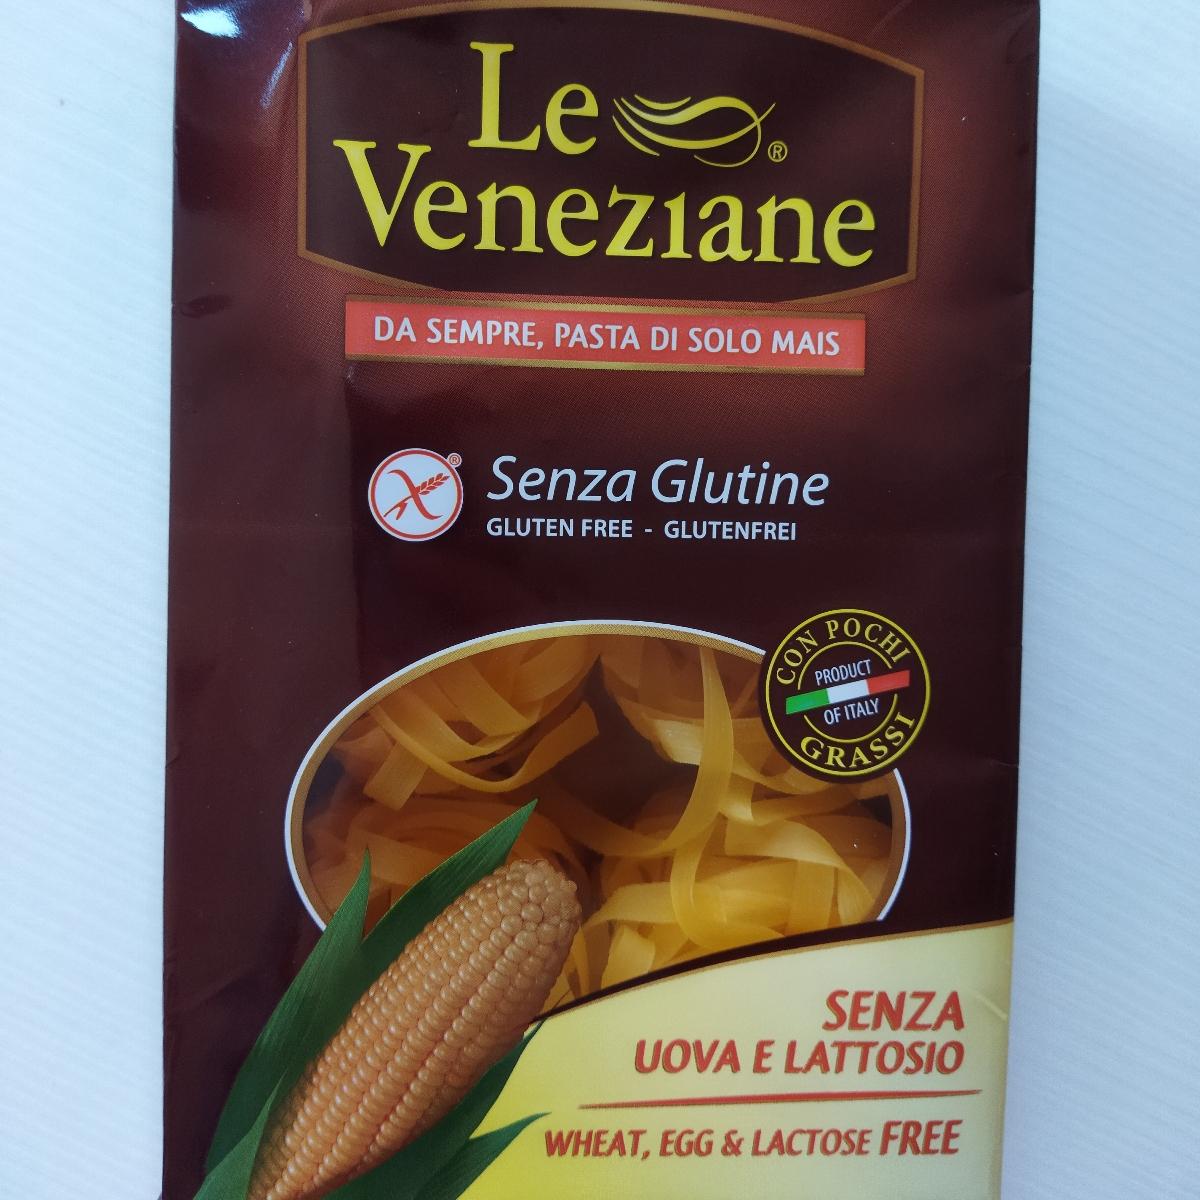 Le
Veneziane
®
DA SEMPRE, PASTA DI SOLO MAIS
®
Senza Glutine
GLUTEN FREE - GLUTENFREI
CON POCHI
PRODUCT
OF ITALY
GRASSI
SENZA
UOVA E LATTOSIO
WHEAT, EGG & LACTOSE FREE